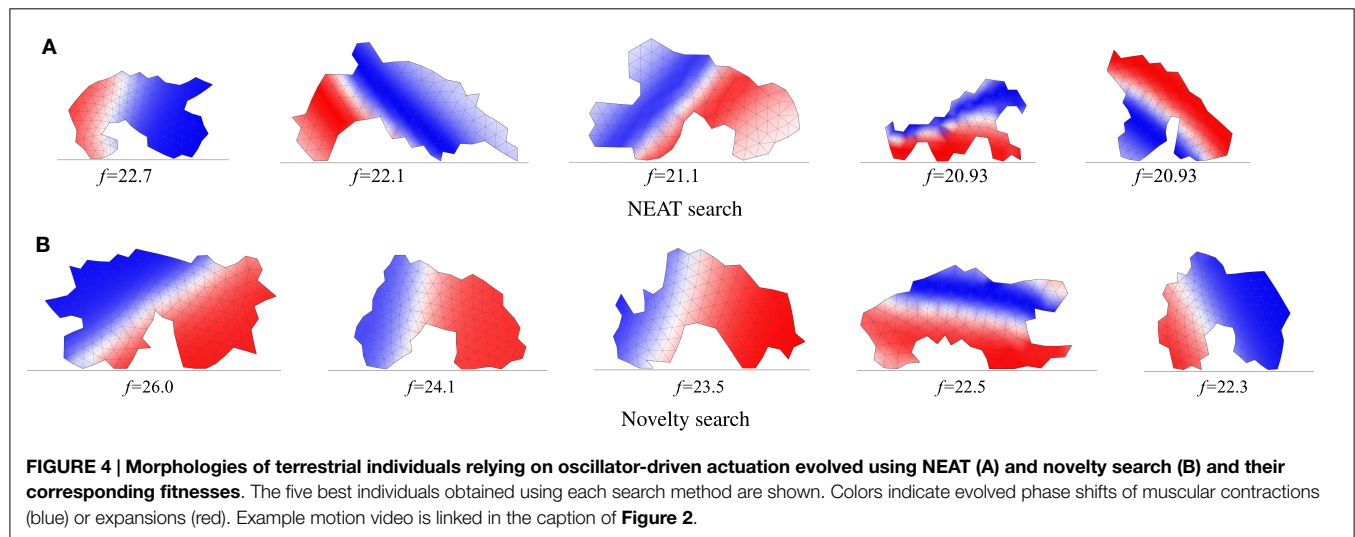 A
f=22.7 f=22.1 f=21.1 f=20.93 f=20.93
NEAT search
B
f=26.0 f=24.1 f=23.5 f=22.5 f=22.3
Novelty search
FIGURE 4 | Morphologies of terrestrial individuals relying on oscillator-driven actuation evolved using NEAT (A) and novelty search (B) and their
corresponding fitnesses. The five best individuals obtained using each search method are shown. Colors indicate evolved phase shifts of muscular contractions
(blue) or expansions (red). Example motion video is linked in the caption of Figure 2.